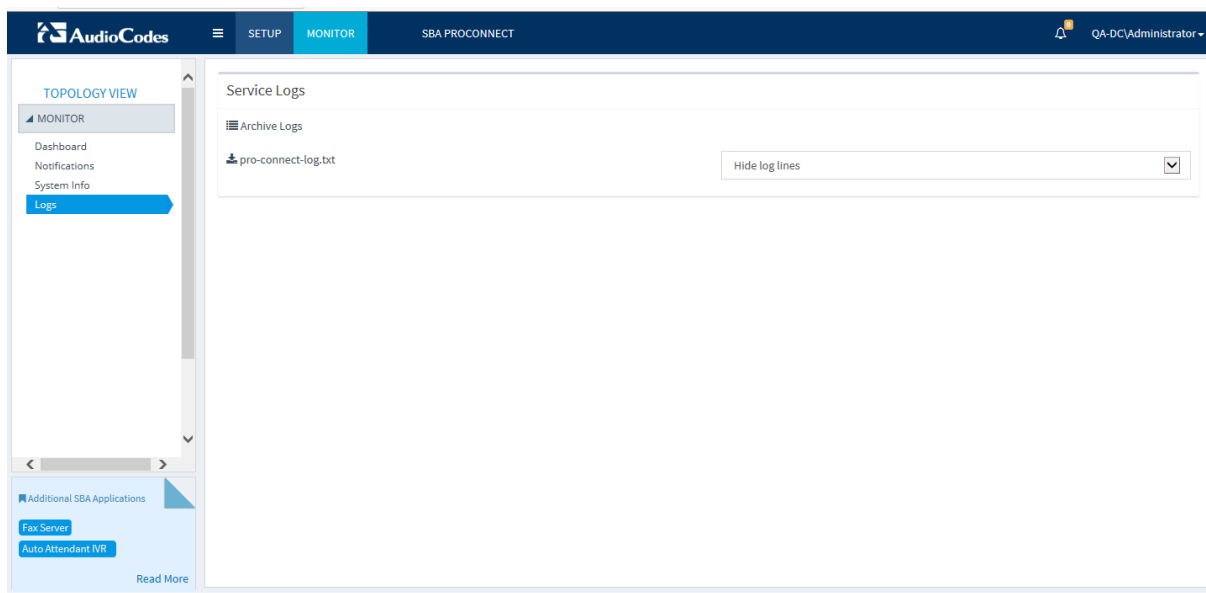 AudioCodes
SETUP
MONITOR
SBA PROCONNECT
0
QA-DC\Administrator
TOPOLOGY VIEW
MONITOR
Dashboard
Notifications
System Info
Logs
Service Logs
Archive Logs
pro-connect-log.txt
Hide log lines
Additional SBA Applications
Fax Server
Auto Attendant IVR
Read More